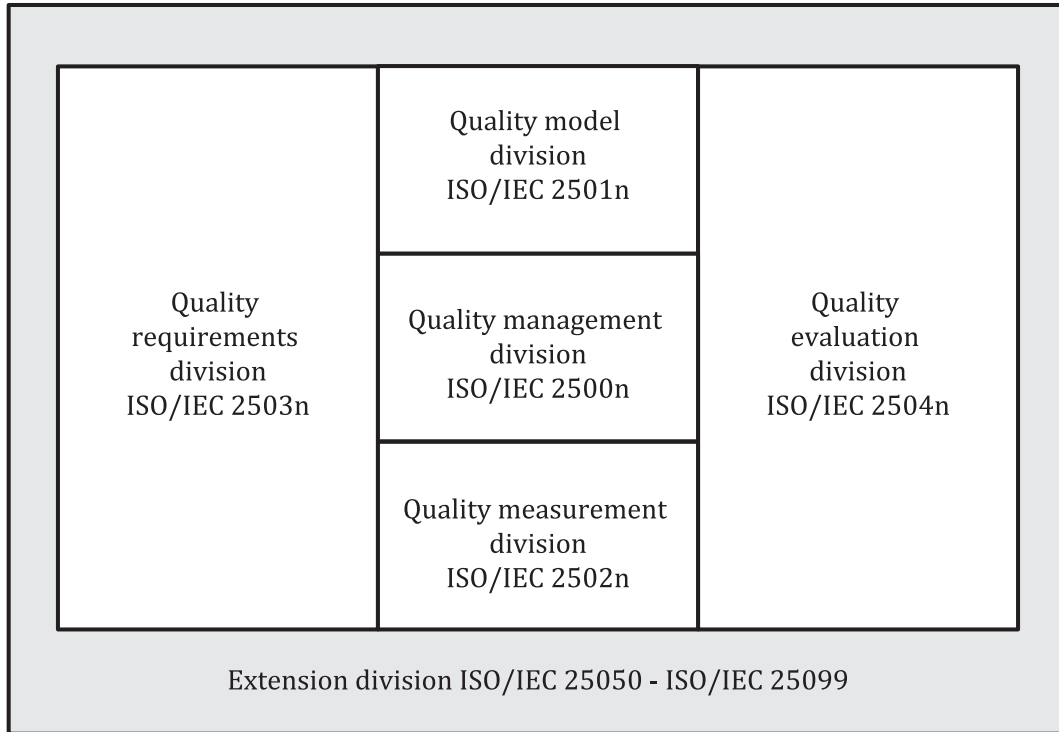 Quality model
division
ISO/IEC 2501n
Quality
requirements
division
ISO/IEC 2503n
Quality management
division
ISO/IEC 2500n
Quality
evaluation
division
ISO/IEC 2504n
Quality measurement
division
ISO/IEC 2502n
Extension division ISO/IEC 25050 - ISO/IEC 25099